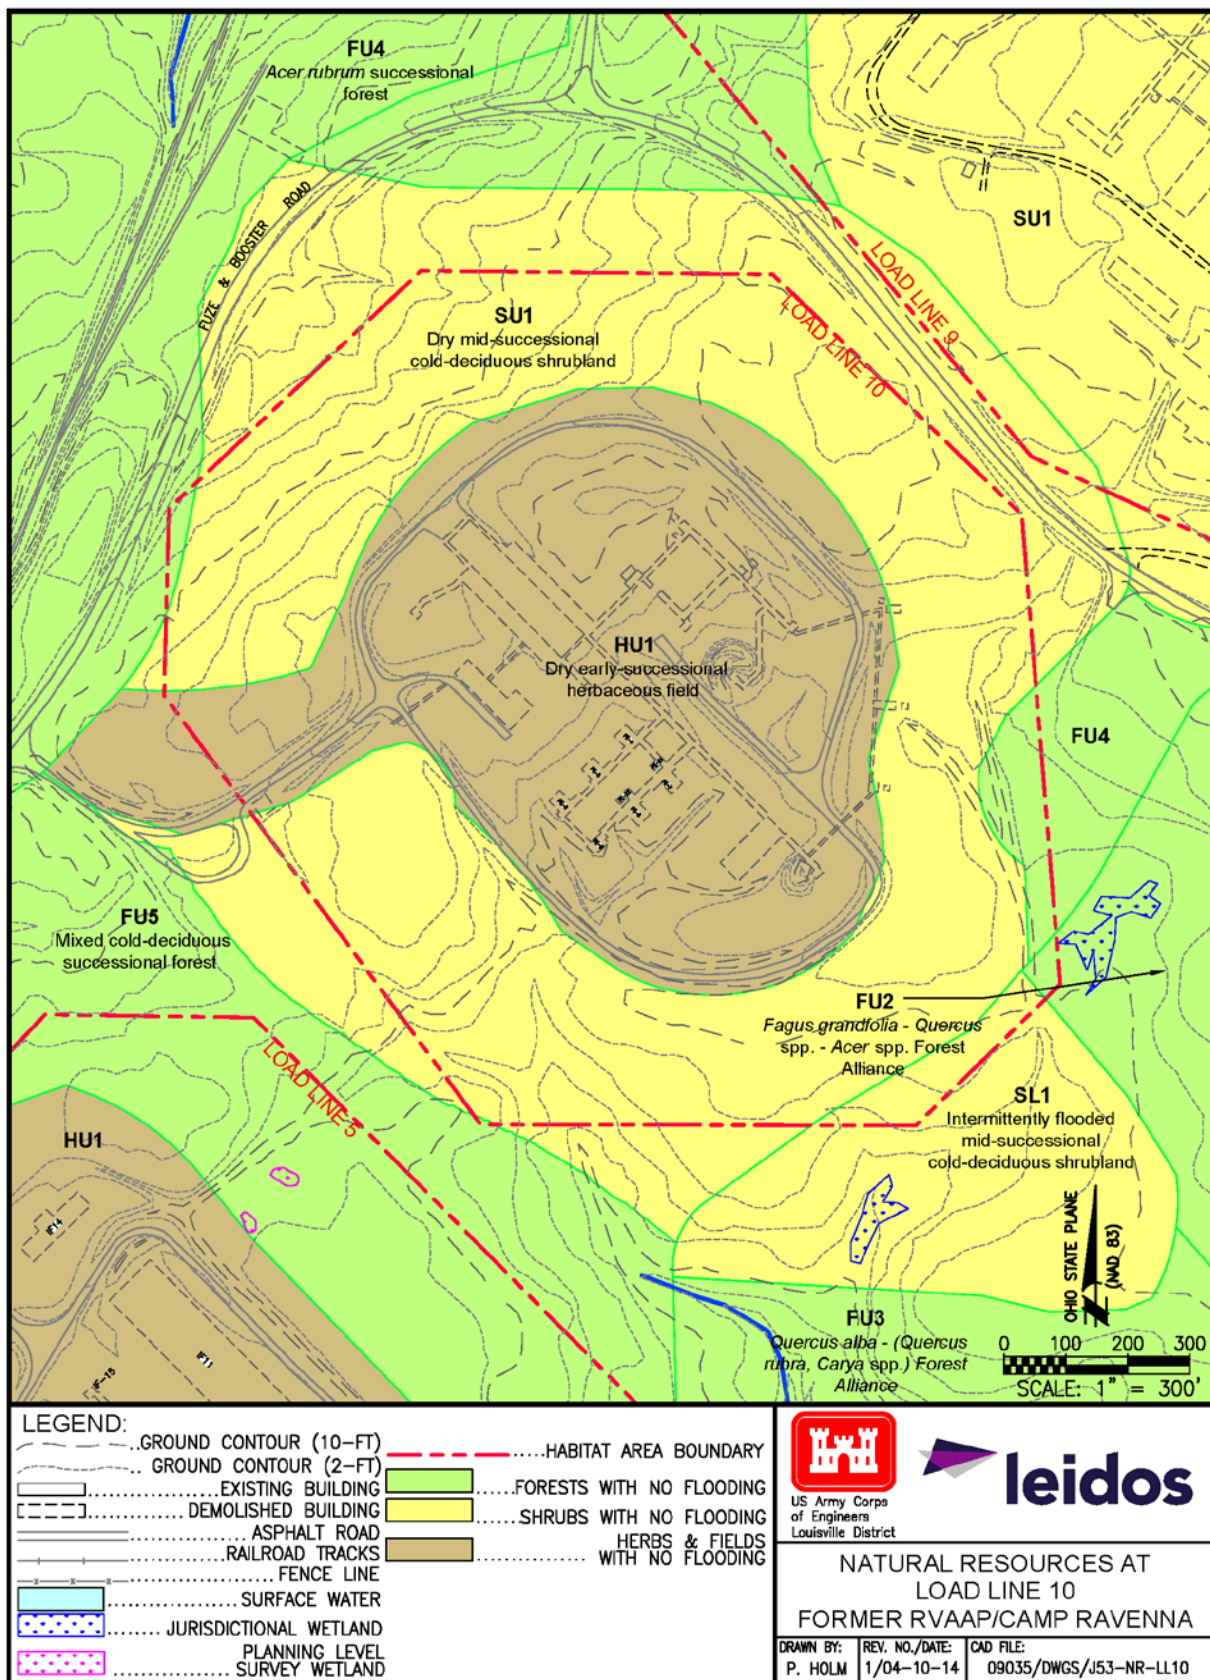 FU4
Acer rubrum successional
forest
FUZE & BOOSTER ROAD
SU1
LOAD LINE 9
LOAD LINE 10
SU1
Dry mid-successional
cold-deciduous shrubland
HU1
Dry early-successional
herbaceous field
FU4
FU5
Mixed cold-deciduous
successional forest
FU2
Fagus grandfolia - Quercus
spp. - Acer spp. Forest
Alliance
LOAD LINE 5
SL1
Intermittently flooded
mid-successional
cold-deciduous shrubland
HU1
IF14
IF11
IF-15
FU3
Quercus alba - (Quercus
rubra, Carya spp.) Forest
Alliance
OHIO STATE PLANE
(NAD 83)
0 100 200 300
SCALE: 1" = 300'
LEGEND:
GROUND CONTOUR (10-FT)
GROUND CONTOUR (2-FT)
EXISTING BUILDING
DEMOLISHED BUILDING
ASPHALT ROAD
RAILROAD TRACKS
FENCE LINE
SURFACE WATER
JURISDICTIONAL WETLAND
PLANNING LEVEL
SURVEY WETLAND
HABITAT AREA BOUNDARY
FORESTS WITH NO FLOODING
SHRUBS WITH NO FLOODING
HERBS & FIELDS
WITH NO FLOODING
US Army Corps
of Engineers
Louisville District
leidos
NATURAL RESOURCES AT
LOAD LINE 10
FORMER RVAAP/CAMP RAVENNA
DRAWN BY:
P. HOLM
REV. NO./DATE:
1/04-10-14
CAD FILE:
09035/DWGS/J53-NR-LL10